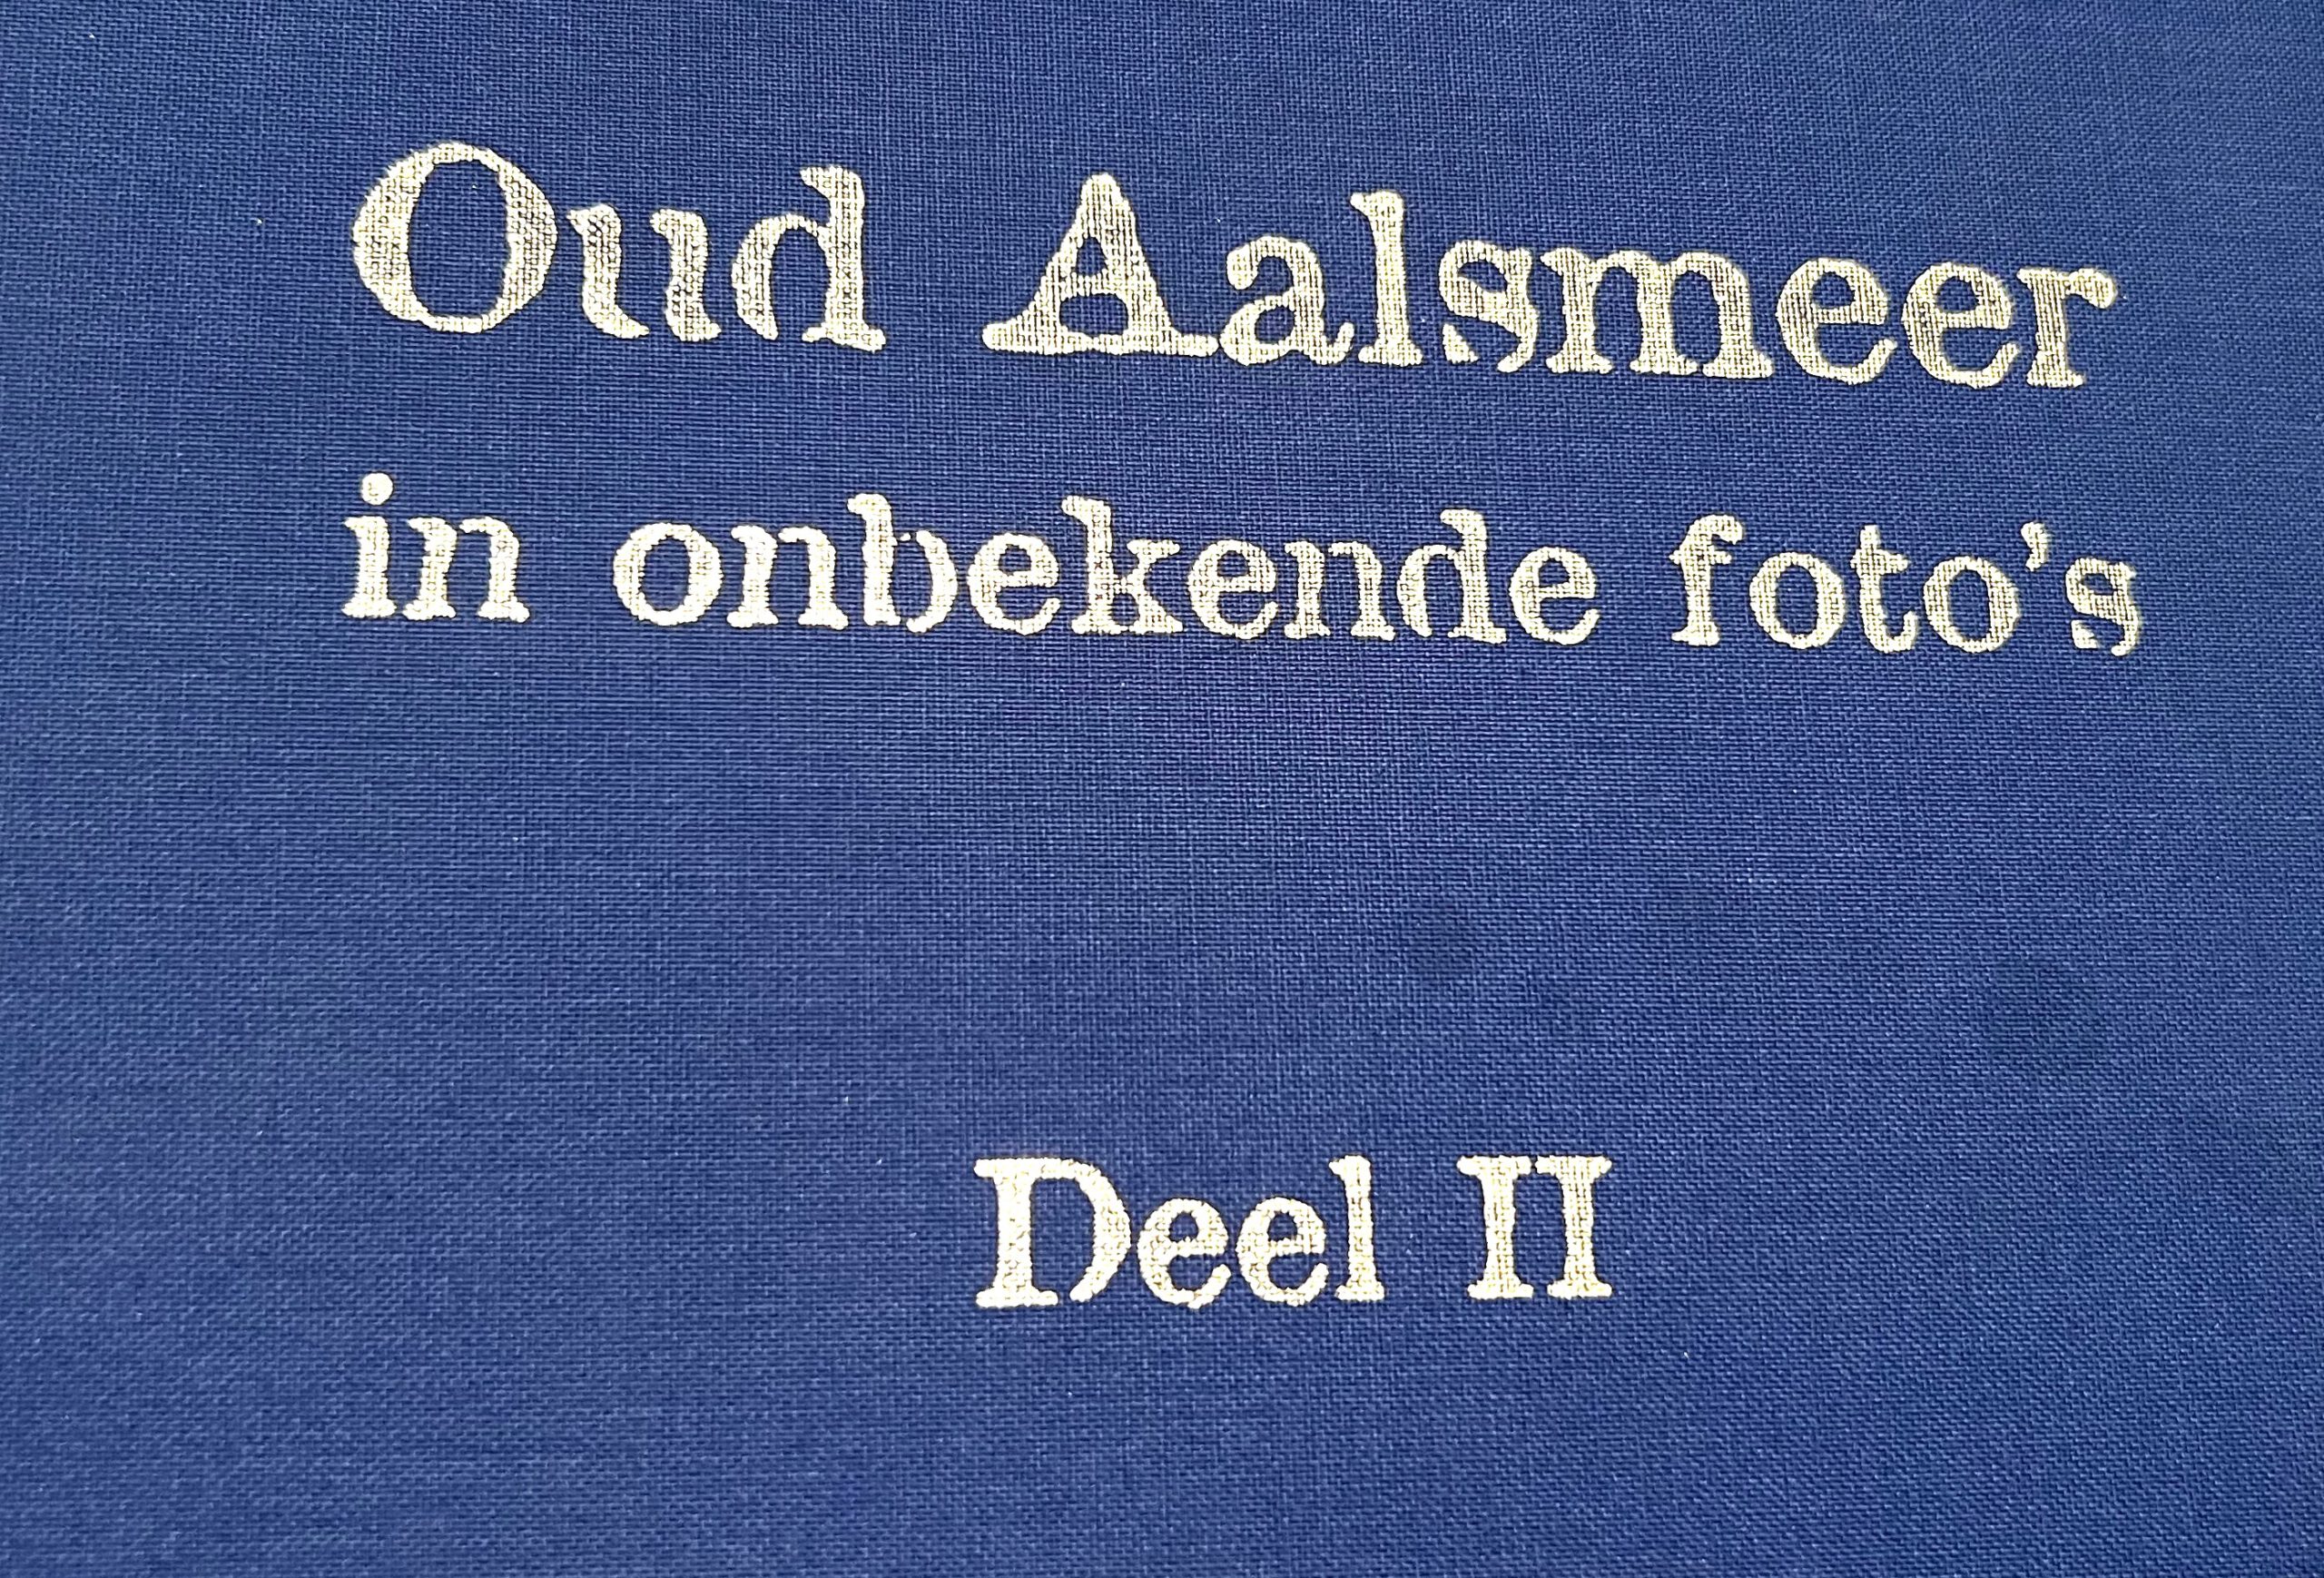 Oud Aalsmeer
in onbekende foto's
Deel II